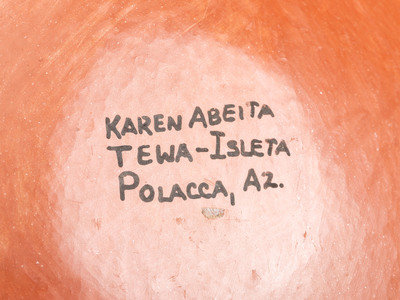 KAREN ABEITA
TEWA-ISLETA
POLACCA, AZ.